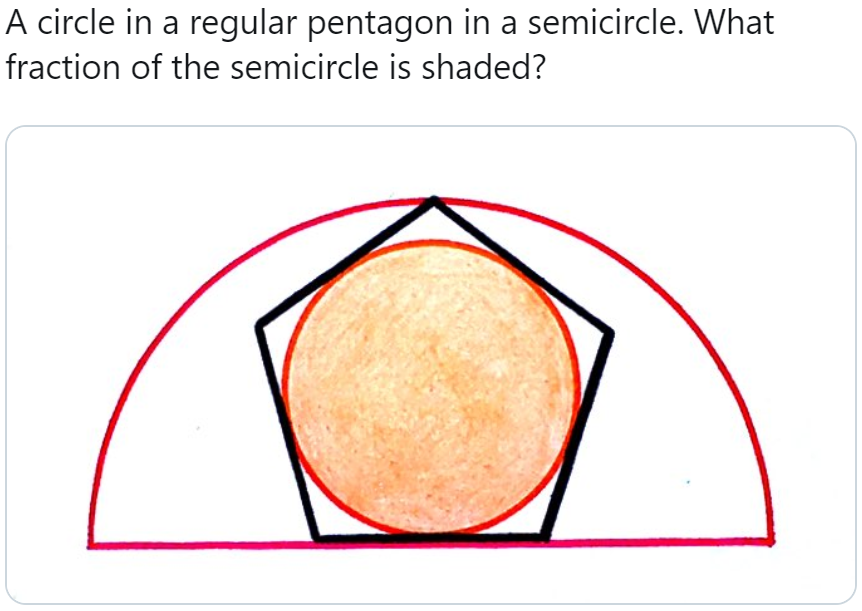 A circle in a regular pentagon in a semicircle. What
fraction of the semicircle is shaded?